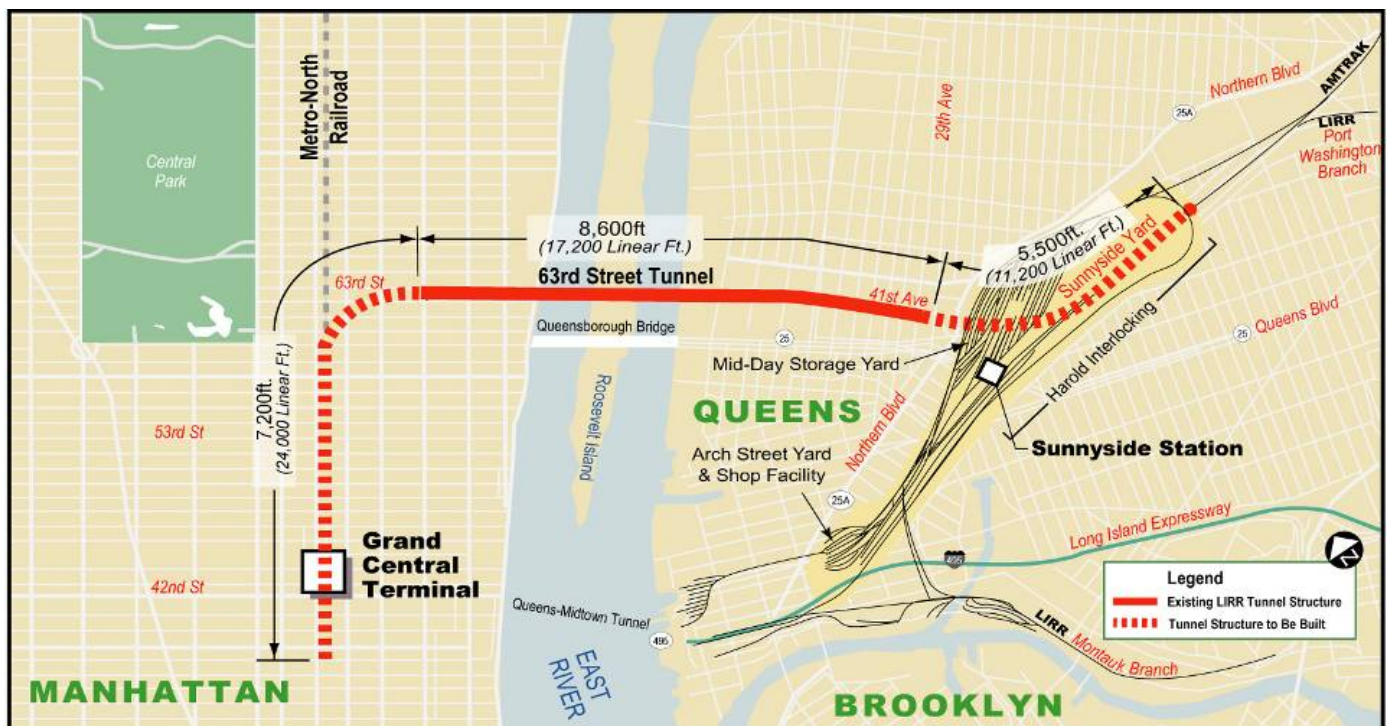 Central
Park
Metro-North
Railroad
63rd St
53rd St
42nd St
7,200ft.
(24,000 Linear Ft.)
Grand
Central
Terminal
MANHATTAN
8,600ft
(17,200 Linear Ft.)
63rd Street Tunnel
Queensborough Bridge
Roosevelt Island
Queens-Midtown Tunnel
495
EAST
RIVER
41st Ave
25
Mid-Day Storage Yard
QUEENS
Northern Blvd
Arch Street Yard
& Shop Facility
25A
29th Ave
Northern Blvd
25A
AMTRAK
LIRR
Port
Washington
Branch
5,500ft.
(11,200 Linear Ft.)
Sunnyside Yard
Harold Interlocking
25
Queens Blvd
Sunnyside Station
Long Island Expressway
495
LIRR
Montauk Branch
BROOKLYN
N
Legend
Existing LIRR Tunnel Structure
Tunnel Structure to Be Built